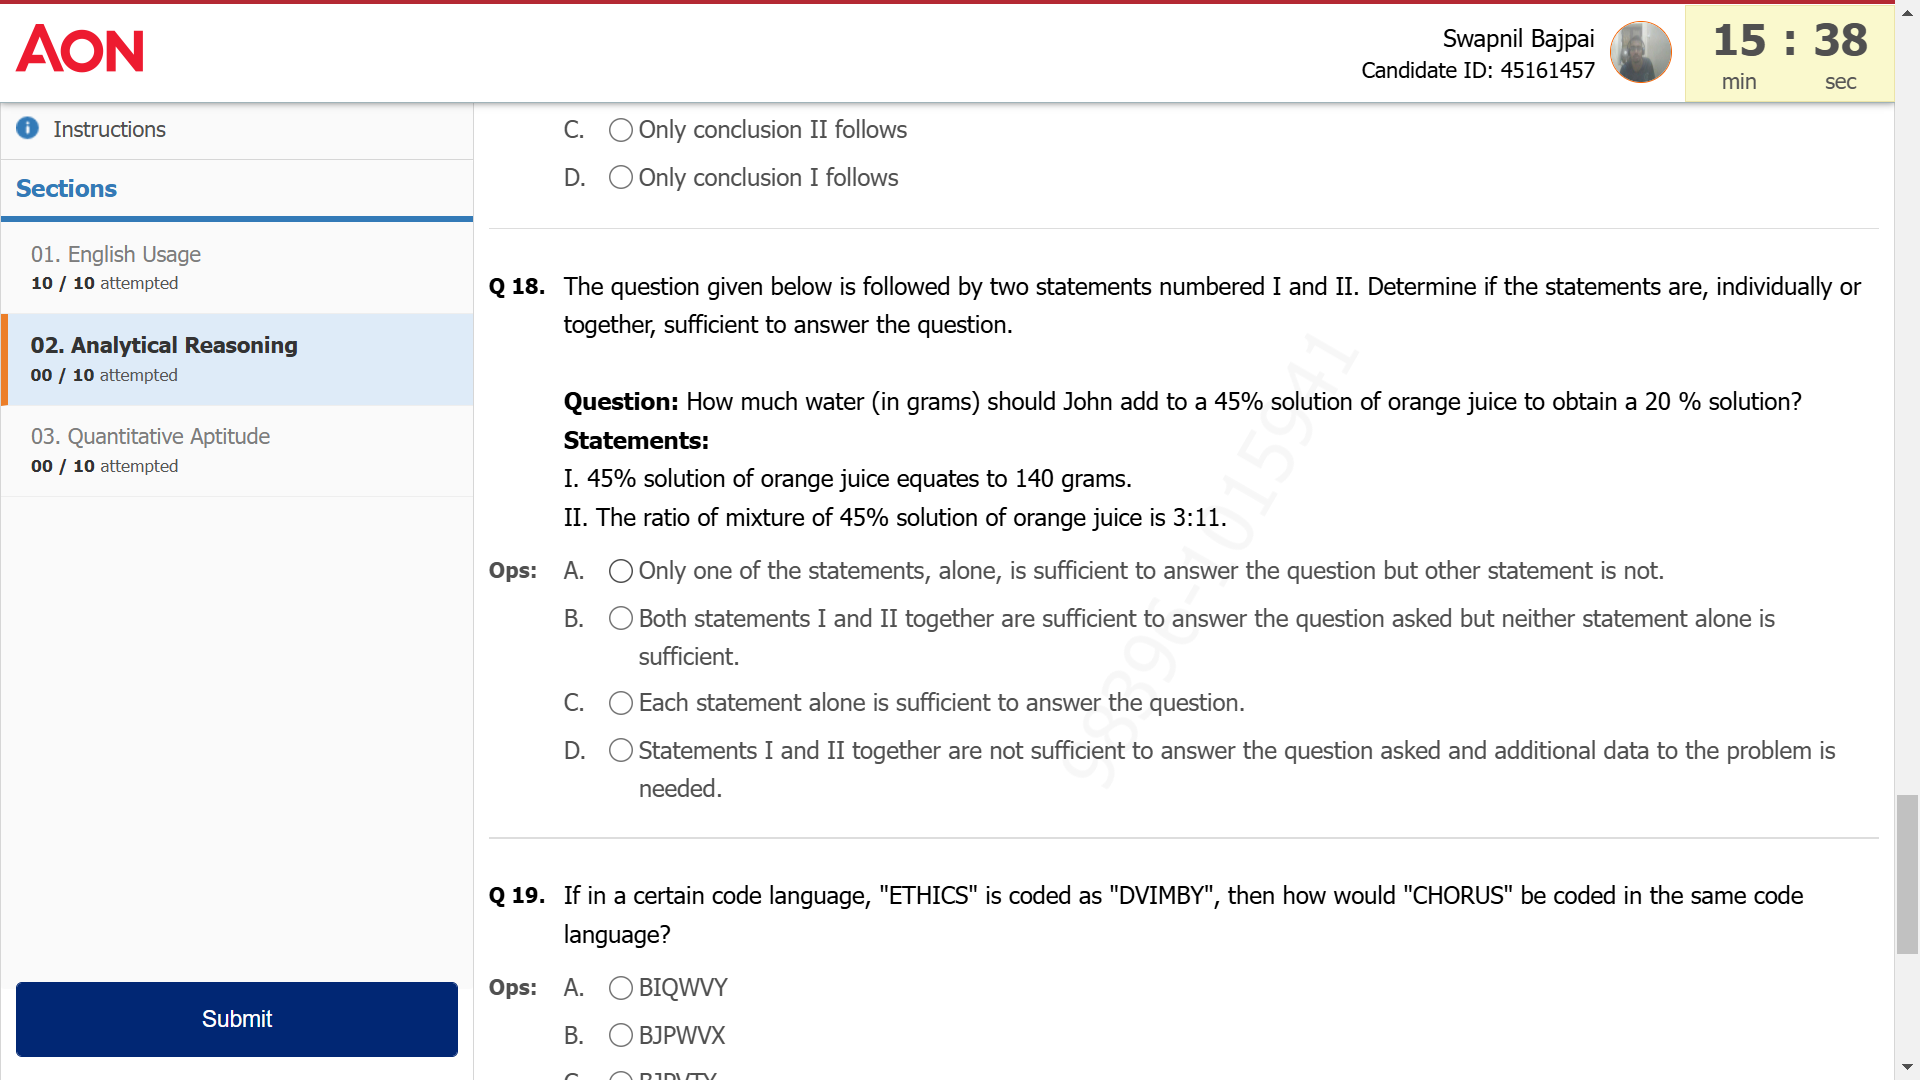 AON
Swapnil Bajpai
Candidate ID: 45161457
15 : 38
min sec
Instructions
Sections
01. English Usage
10 / 10 attempted
02. Analytical Reasoning
00 / 10 attempted
03. Quantitative Aptitude
00 / 10 attempted
Submit
C. Only conclusion II follows
D. Only conclusion I follows
Q 18. The question given below is followed by two statements numbered I and II. Determine if the statements are, individually or
together, sufficient to answer the question.
Question: How much water (in grams) should John add to a 45% solution of orange juice to obtain a 20 % solution?
Statements:
I. 45% solution of orange juice equates to 140 grams.
II. The ratio of mixture of 45% solution of orange juice is 3:11.
Ops: A. Only one of the statements, alone, is sufficient to answer the question but other statement is not.
B. Both statements I and II together are sufficient to answer the question asked but neither statement alone is
sufficient.
C. Each statement alone is sufficient to answer the question.
D. Statements I and II together are not sufficient to answer the question asked and additional data to the problem is
needed.
Q 19. If in a certain code language, "ETHICS" is coded as "DVIMBY", then how would "CHORUS" be coded in the same code
language?
Ops: A. BIQWVY
B. BJPWVX